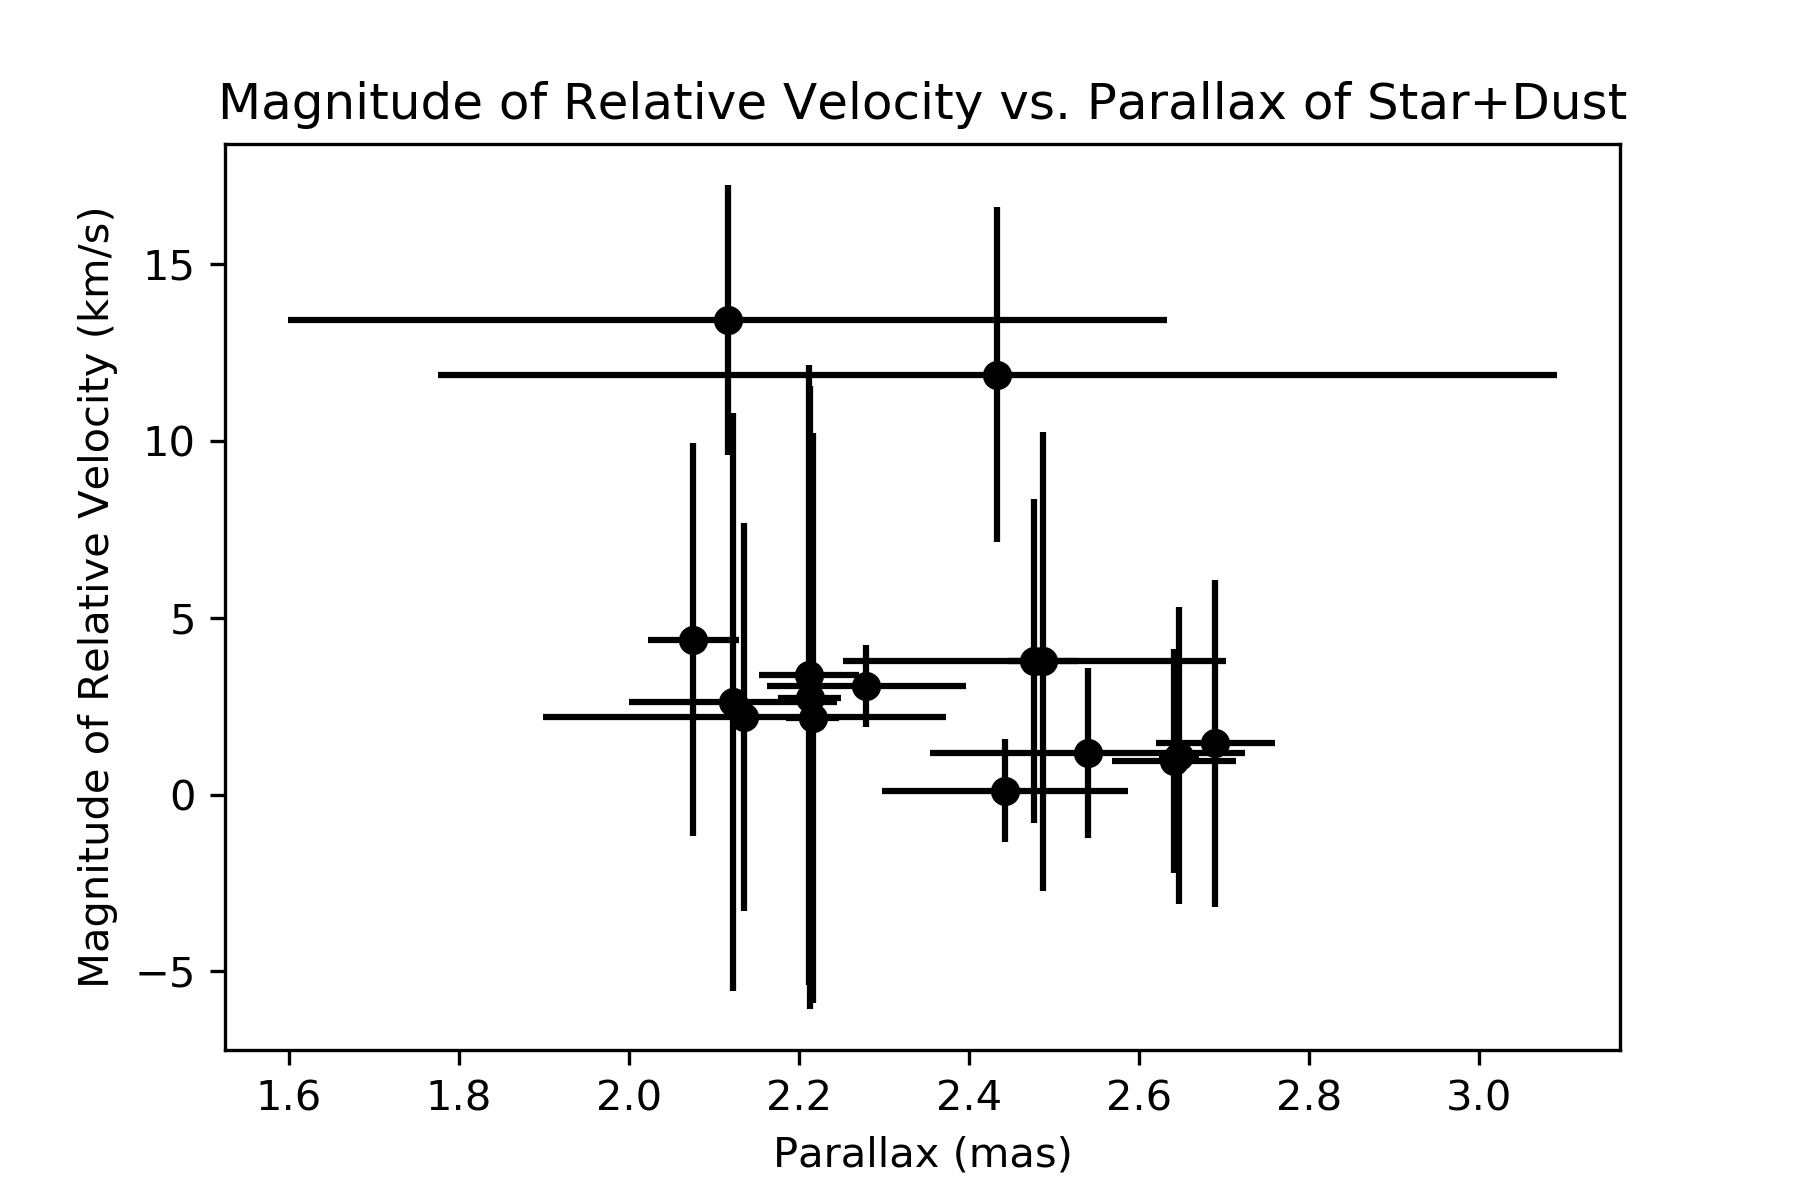 Magnitude of Relative Velocity vs. Parallax of Star+Dust
Magnitude of Relative Velocity (km/s)
15
10
5
0
−5
1.6 1.8 2.0 2.2 2.4 2.6 2.8 3.0
Parallax (mas)